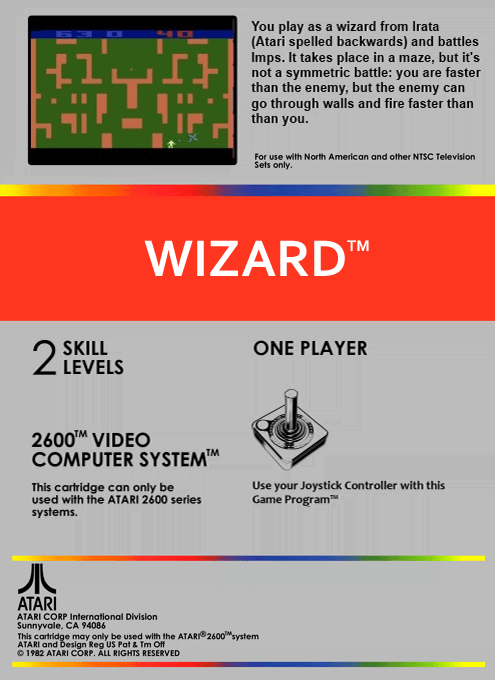 63 0 40
You play as a wizard from Irata
(Atari spelled backwards) and battles
Imps. It takes place in a maze, but it's
not a symmetric battle: you are faster
than the enemy, but the enemy can
go through walls and fire faster than
than you.
For use with North American and other NTSC Television
Sets only.
WIZARD™
2 SKILL
LEVELS
ONE PLAYER
2600™ VIDEO
COMPUTER SYSTEM™
This cartridge can only be
used with the ATARI 2600 series
systems.
Use your Joystick Controller with this
Game Program™
ATARI
ATARI CORP International Division
Sunnyvale, CA 94086
This cartridge may only be used with the ATARI®2600™system
ATARI and Design Reg US Pat & Tm Off
© 1982 ATARI CORP. ALL RIGHTS RESERVED